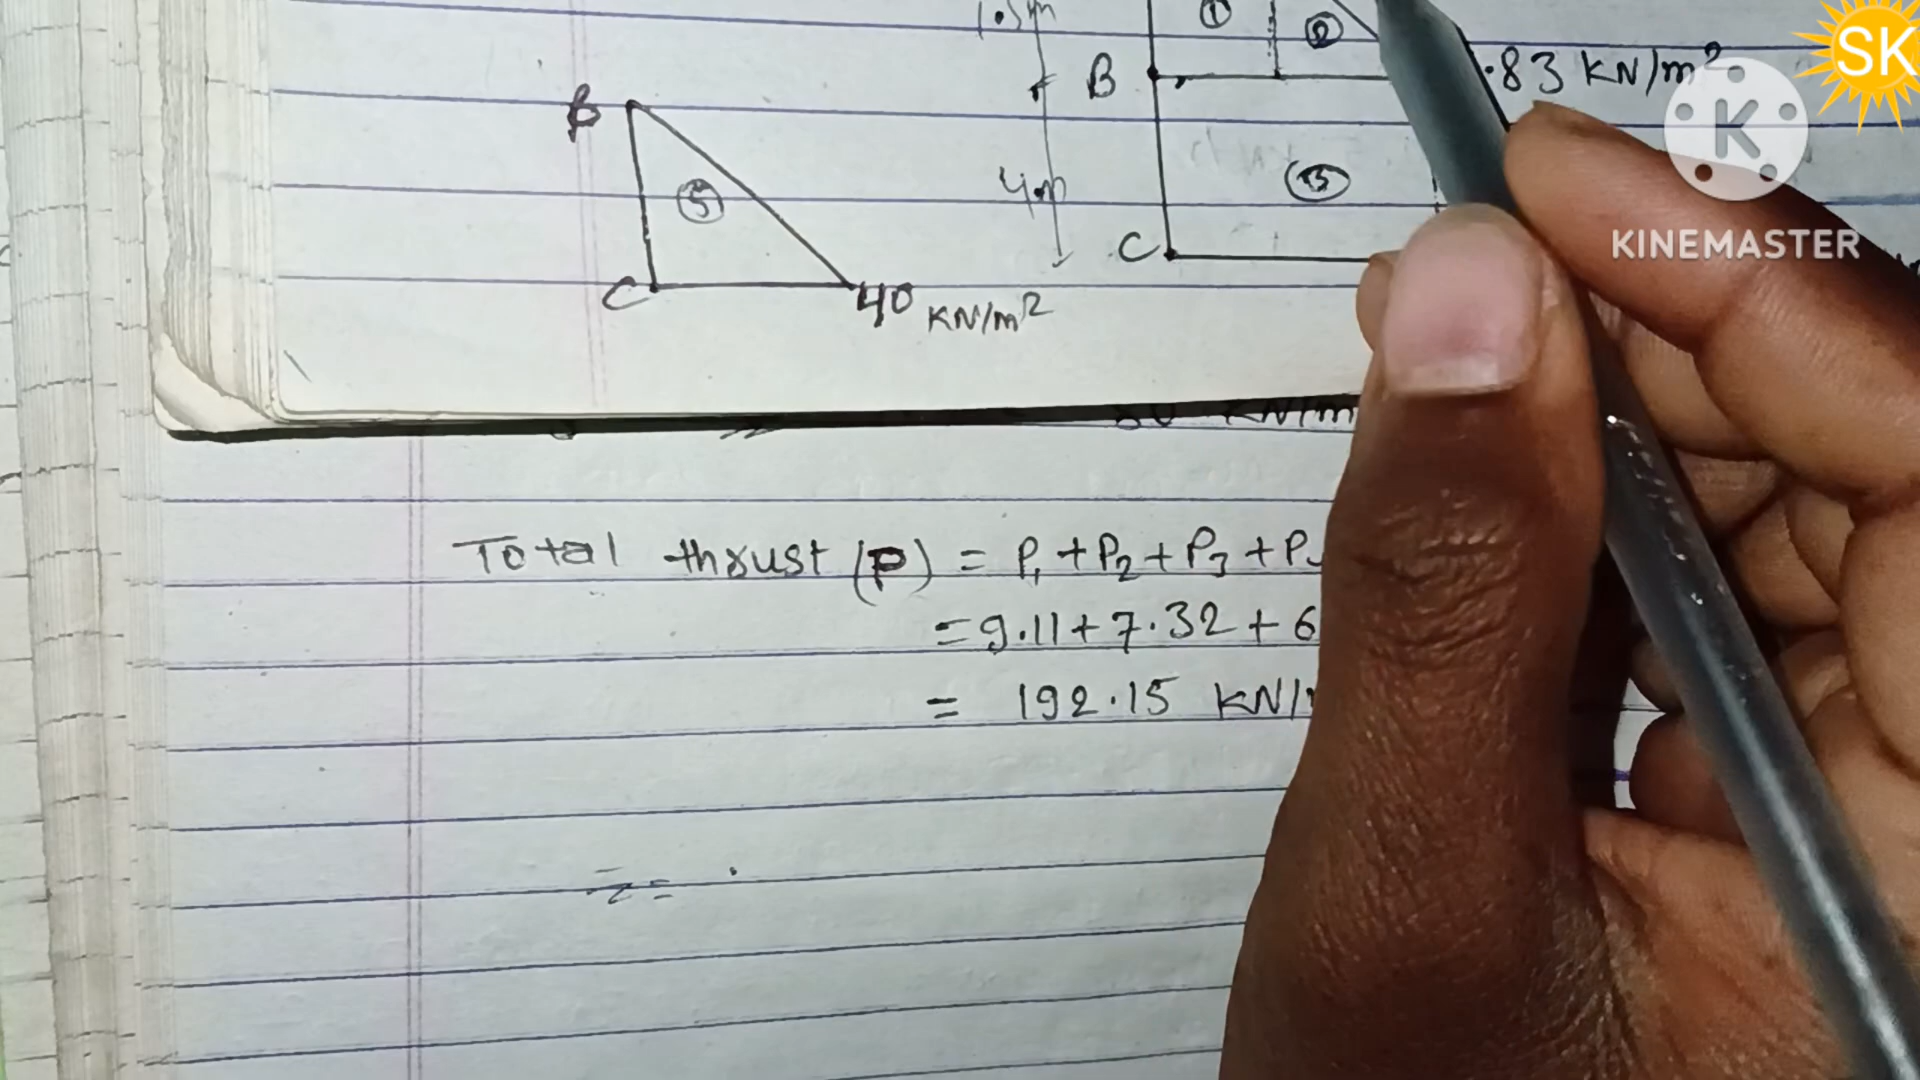 SK
1.5m
①
②
B
.83 KN/m²
K
KINEMASTER
B
⑤
4m
③
C
C
40 KN/m²
KN/m
Total thrust (P) = P₁ + P₂ + P₃ + P
= 9.11 + 7.32 + 6
= 192.15 KN/
z̄ =